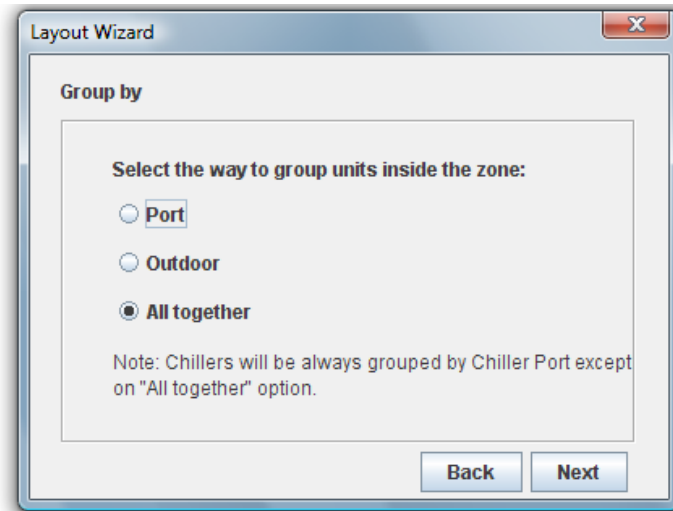 Layout Wizard
Group by
Select the way to group units inside the zone:
Port
Outdoor
All together
Note: Chillers will be always grouped by Chiller Port except
on "All together" option.
Back Next